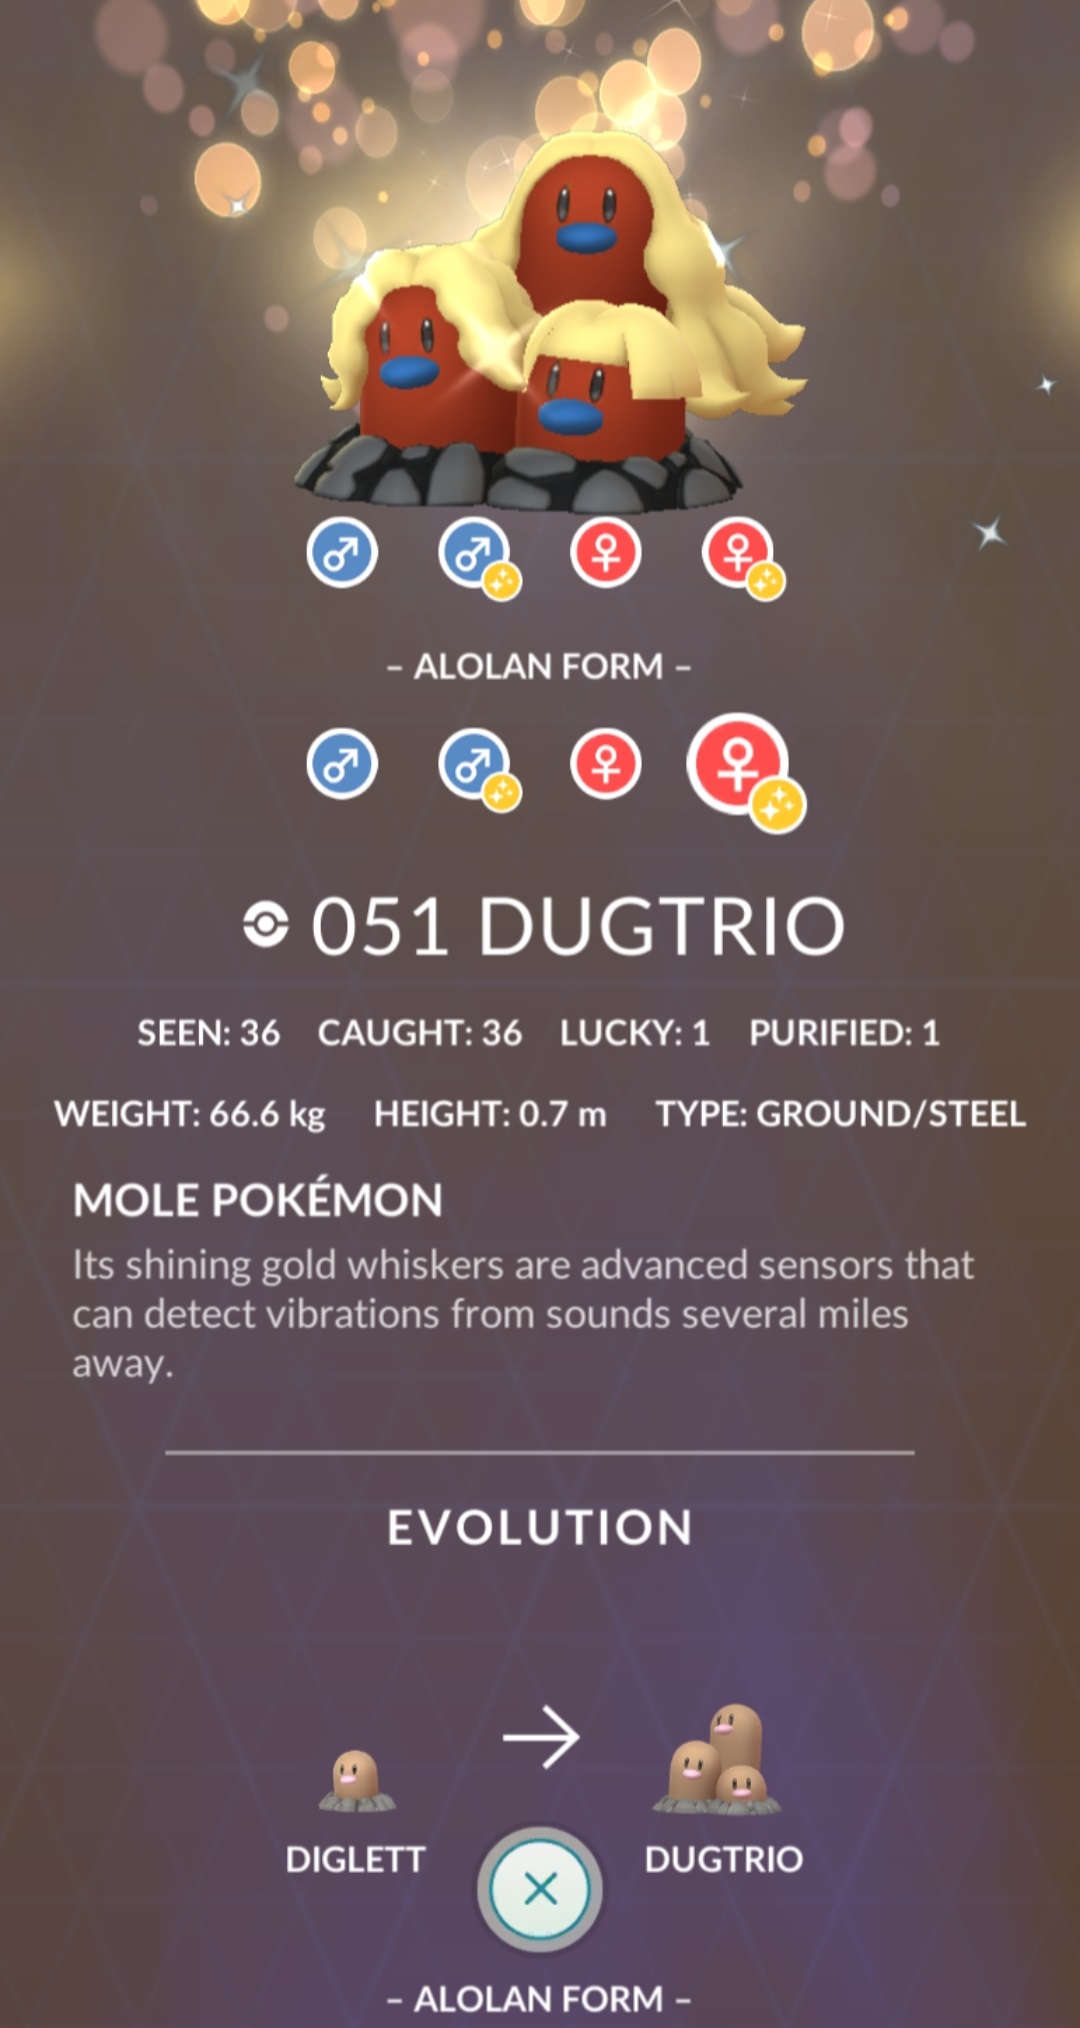 – ALOLAN FORM –
051 DUGTRIO
SEEN: 36 CAUGHT: 36 LUCKY: 1 PURIFIED: 1
WEIGHT: 66.6 kg HEIGHT: 0.7 m TYPE: GROUND/STEEL
MOLE POKÉMON
Its shining gold whiskers are advanced sensors that
can detect vibrations from sounds several miles
away.
EVOLUTION
DIGLETT DUGTRIO
– ALOLAN FORM –